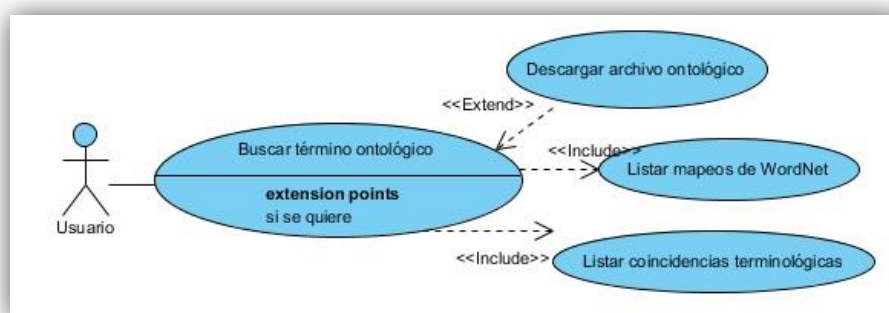 Descargar archivo ontológico
<<Extend>>
Buscar término ontológico
<<Include>>
Listar mapeos de WordNet
extension points
si se quiere
Usuario
<<Include>>
Listar coincidencias terminológicas